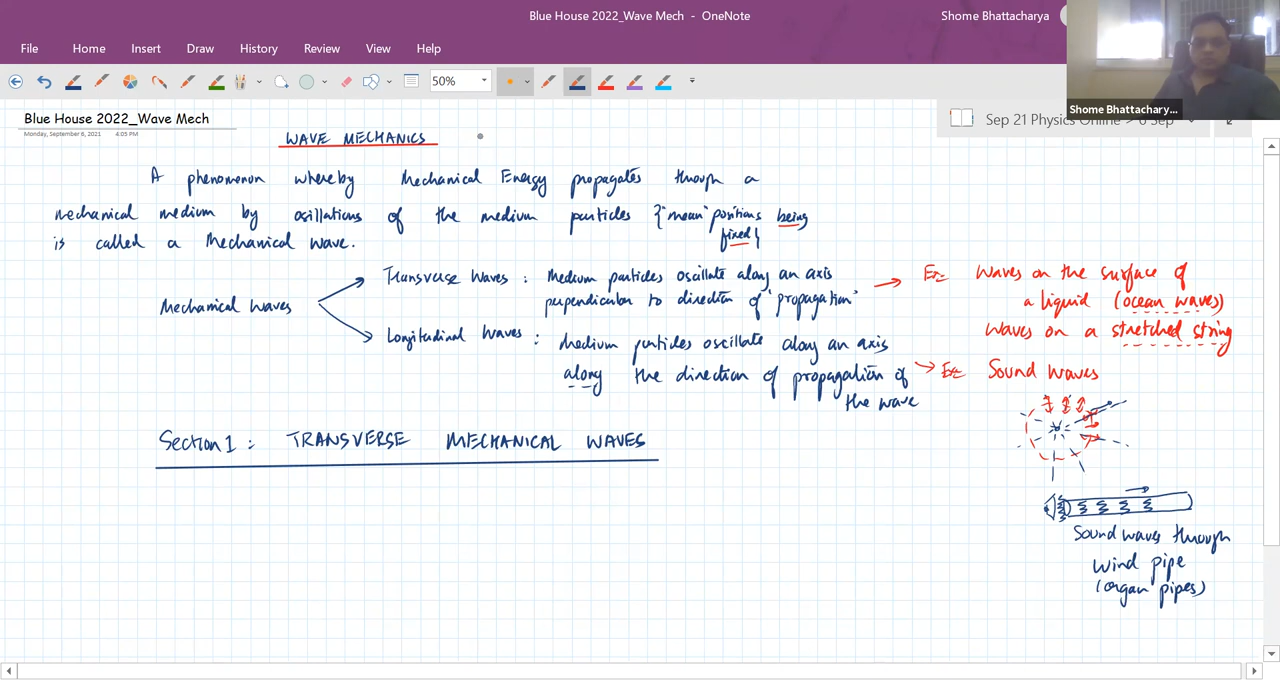 Blue House 2022_Wave Mech - OneNote
Shome Bhattacharya
File Home Insert Draw History Review View Help
50%
Shome Bhattachary...
Blue House 2022_Wave Mech
Monday, September 6, 2021 4:05 PM
Sep 21 Physics Online > 6 Sep
WAVE MECHANICS
A phenomenon whereby Mechanical Energy propagates through a
mechanical medium by osillations of the medium particles {"mean" positions being
fixed}
is called a Mechanical Wave.
Mechanical Waves
Transverse Waves : Medium particles oscillate along an axis
perpendicular to direction of "propagation"
Ex: Waves on the surface of
a liquid (ocean waves)
Waves on a stretched string
Longitudinal Waves : Medium particles oscillate along an axis
along the direction of propagation of
the wave
Ex: Sound Waves
Section 1 : TRANSVERSE MECHANICAL WAVES
Sound waves through
wind pipe
(organ pipes)